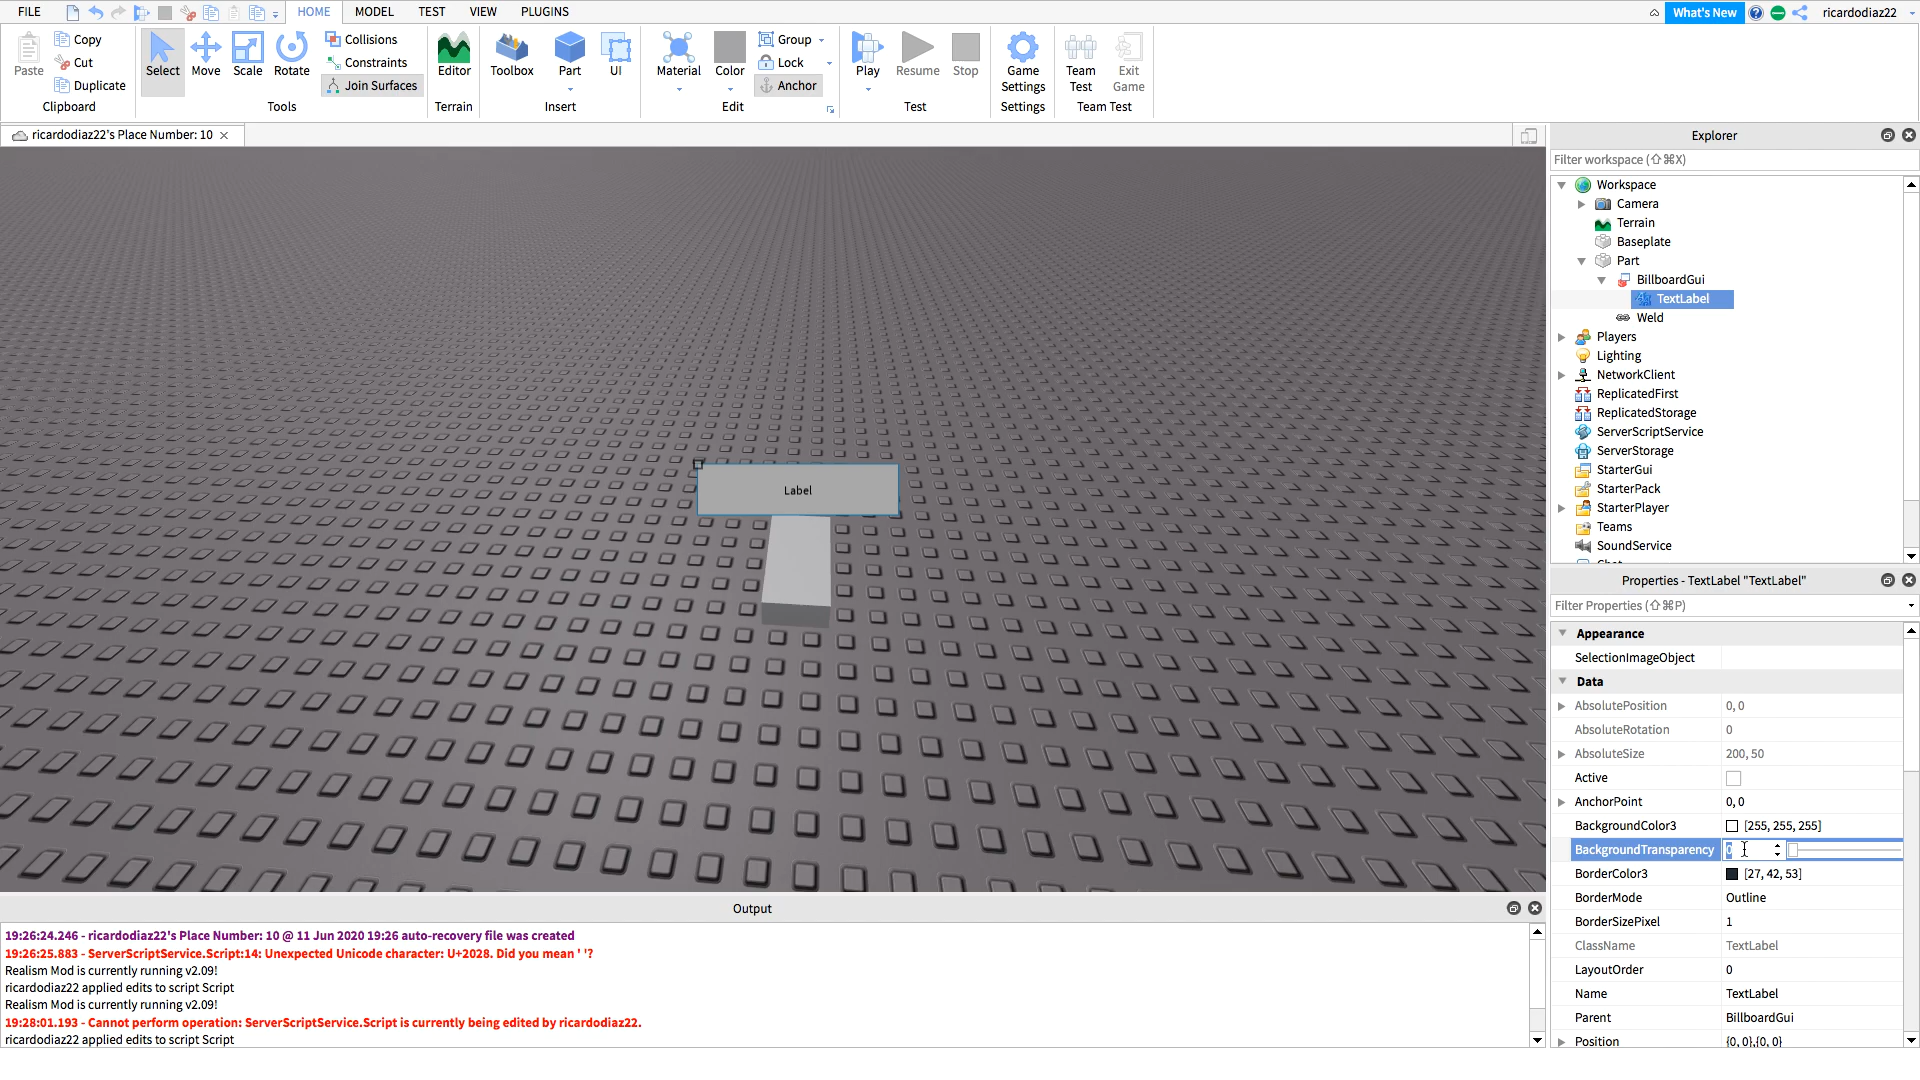 FILE HOME MODEL TEST VIEW PLUGINS What's New ricardodiaz22
Paste
Copy
Cut
Duplicate
Clipboard
Select Move Scale Rotate
Collisions
Constraints
Join Surfaces
Tools
Editor
Terrain
Toolbox Part UI
Insert
Material Color
Group
Lock
Anchor
Edit
Play Resume Stop
Test
Game
Settings
Settings
Team
Test
Exit
Game
Team Test
ricardodiaz22's Place Number: 10
Label
Explorer
Filter workspace (⇧⌘X)
Workspace
Camera
Terrain
Baseplate
Part
BillboardGui
TextLabel
Weld
Players
Lighting
NetworkClient
ReplicatedFirst
ReplicatedStorage
ServerScriptService
ServerStorage
StarterGui
StarterPack
StarterPlayer
Teams
SoundService
Properties - TextLabel "TextLabel"
Filter Properties (⇧⌘P)
Appearance
SelectionImageObject
Data
AbsolutePosition 0, 0
AbsoluteRotation 0
AbsoluteSize 200, 50
Active
AnchorPoint 0, 0
BackgroundColor3 [255, 255, 255]
BackgroundTransparency 0
BorderColor3 [27, 42, 53]
BorderMode Outline
BorderSizePixel 1
ClassName TextLabel
LayoutOrder 0
Name TextLabel
Parent BillboardGui
Position {0, 0},{0, 0}
Output
19:26:24.246 - ricardodiaz22's Place Number: 10 @ 11 Jun 2020 19:26 auto-recovery file was created
19:26:25.883 - ServerScriptService.Script:14: Unexpected Unicode character: U+2028. Did you mean ' '?
Realism Mod is currently running v2.09!
ricardodiaz22 applied edits to script Script
Realism Mod is currently running v2.09!
19:28:01.193 - Cannot perform operation: ServerScriptService.Script is currently being edited by ricardodiaz22.
ricardodiaz22 applied edits to script Script